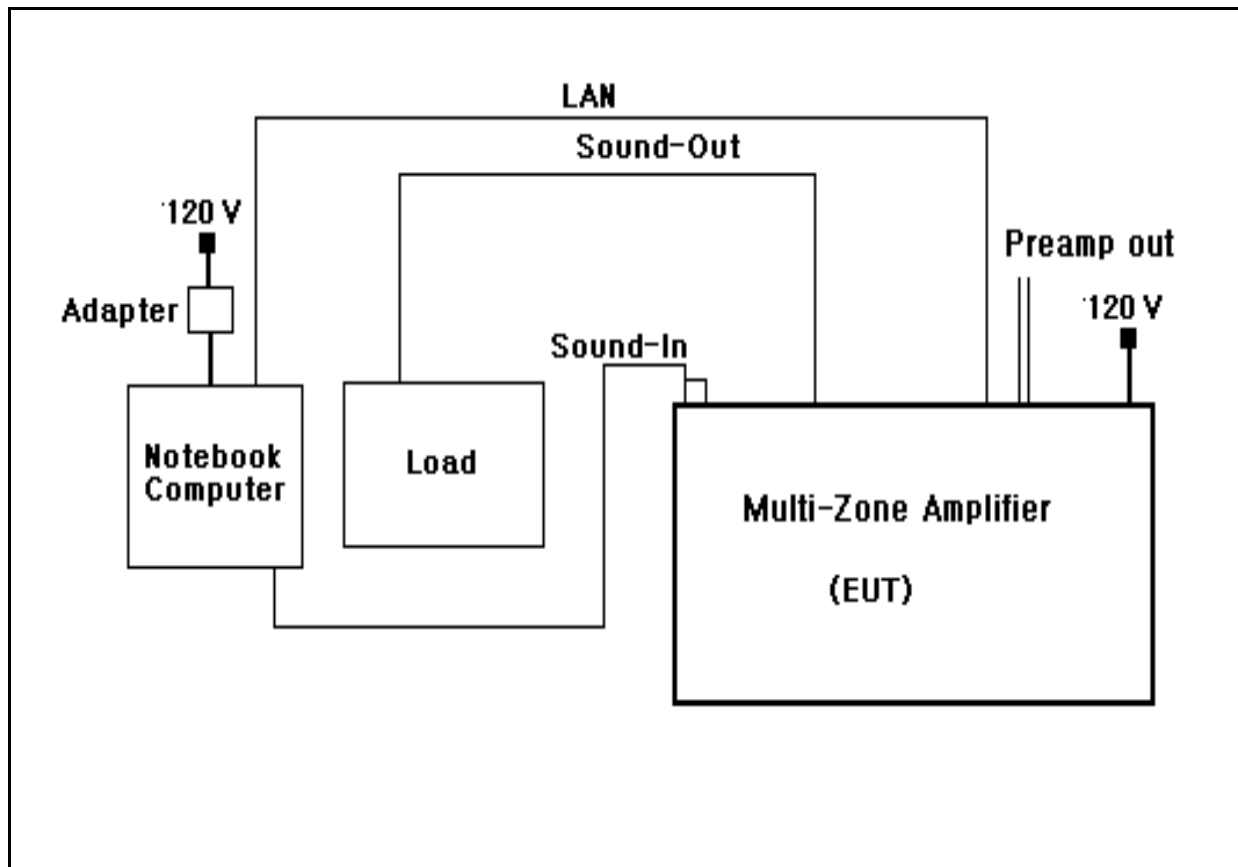 LAN
Sound-Out
120 V
Preamp out
Adapter
120 V
Sound-In
Notebook
Computer
Load
Multi-Zone Amplifier
(EUT)